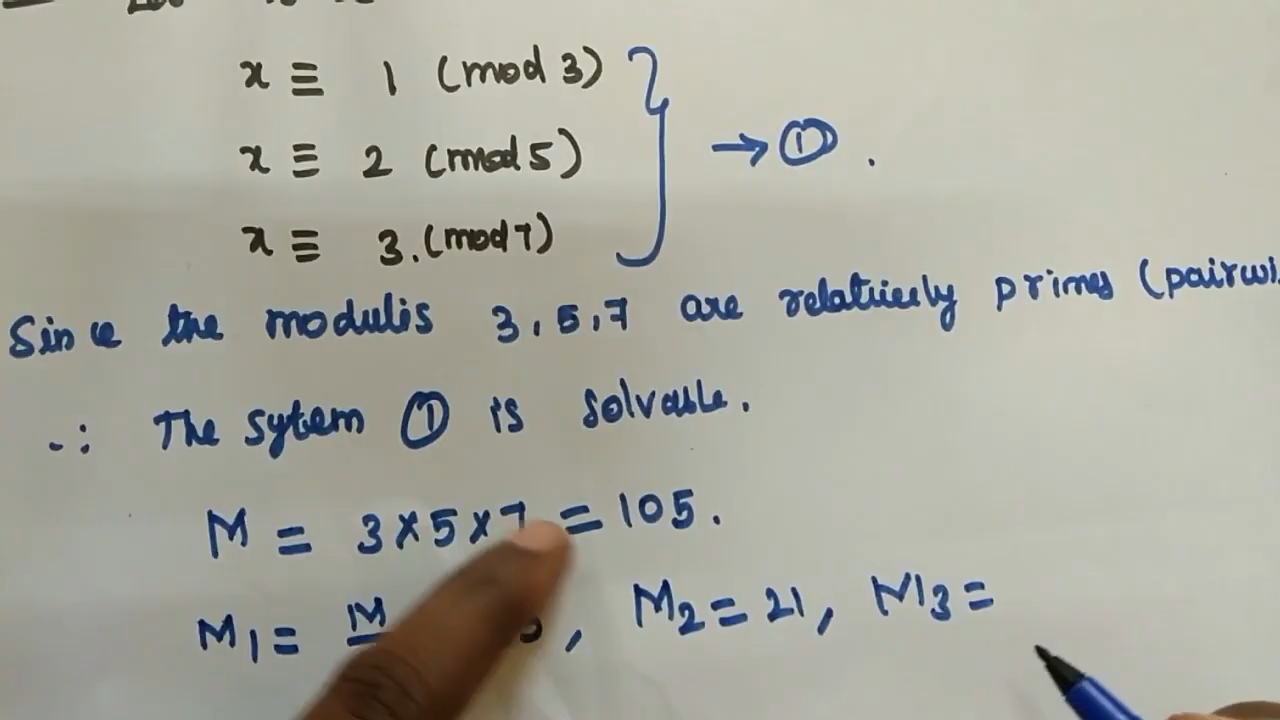 x ≡ 1 (mod 3)
x ≡ 2 (mod 5) → ①.
x ≡ 3. (mod 7)
Since the modulis 3, 5, 7 are relatively primes (pairwi
∴ The sytem ① is solvable.
M = 3×5×7 = 105.
M1 = M , M2 = 21, M3 =